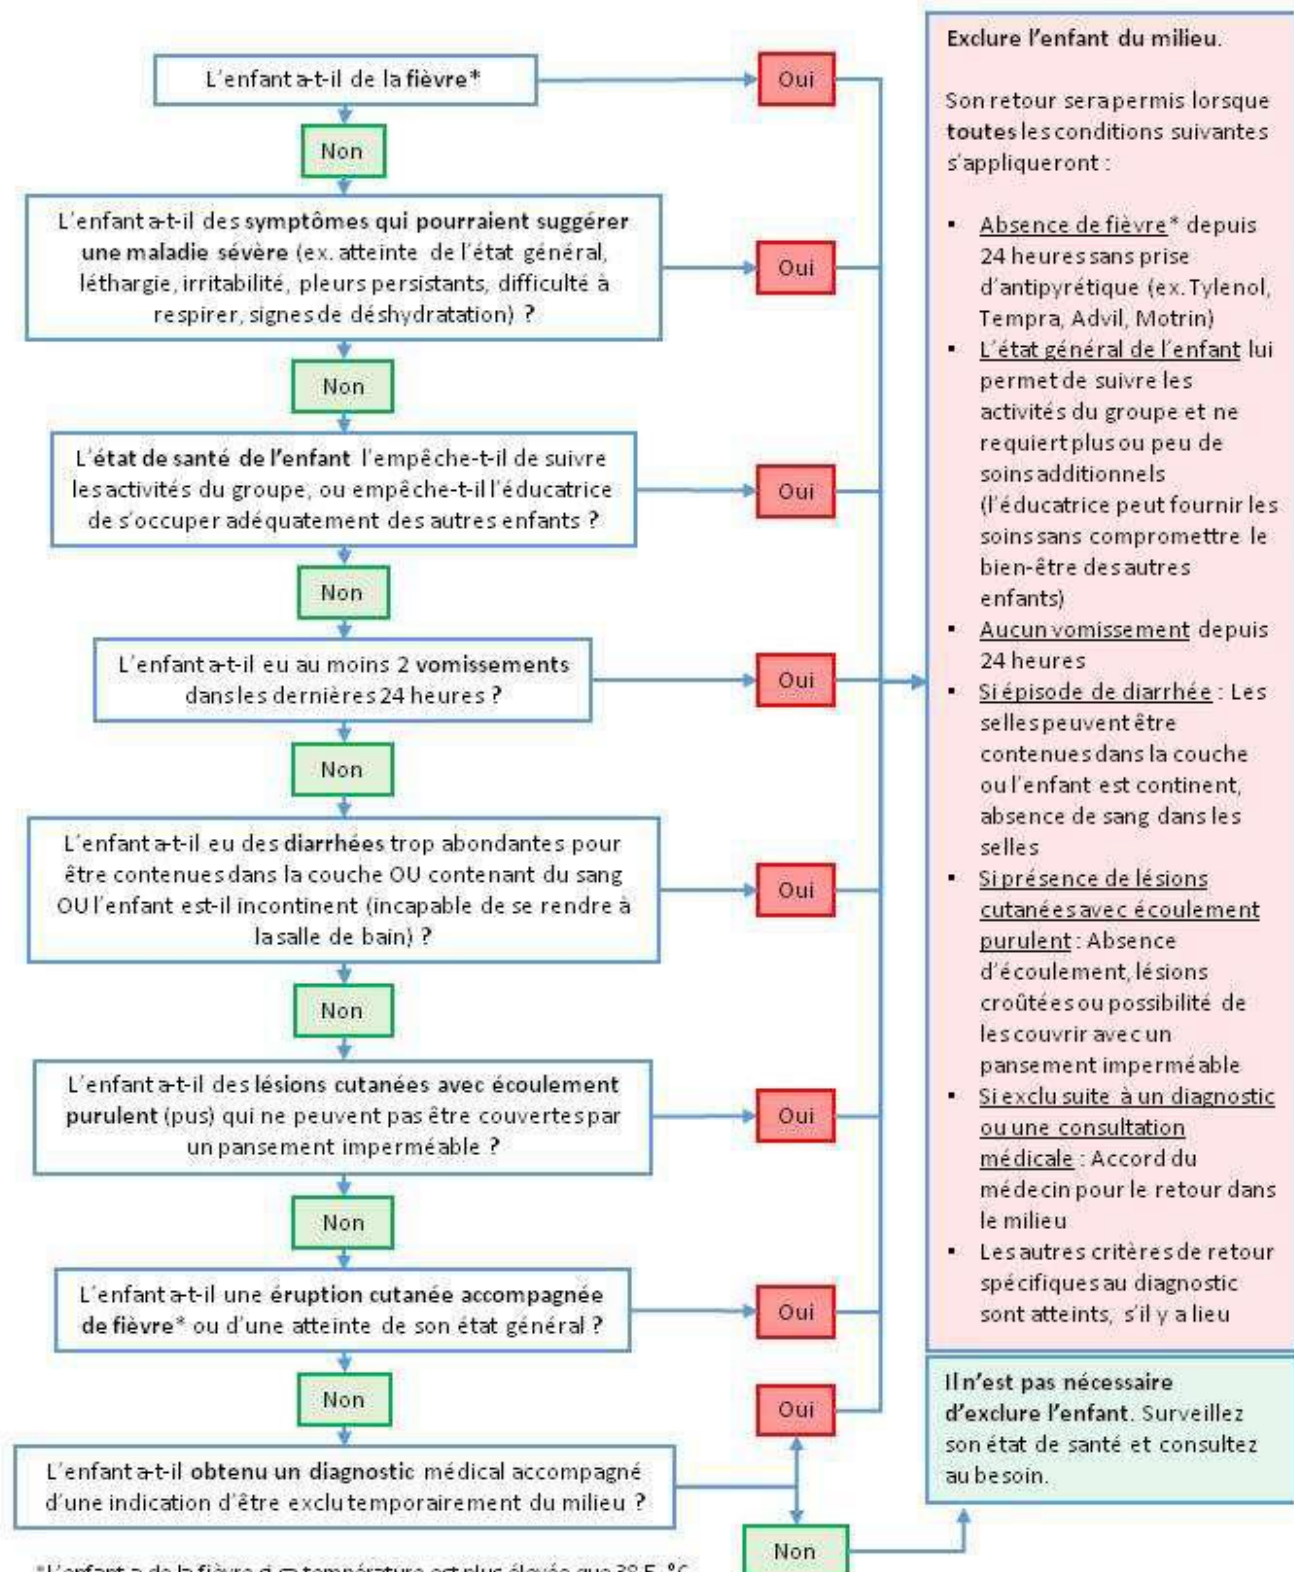 L'enfant a-t-il de la fièvre*
Oui
Non
L'enfant a-t-il des symptômes qui pourraient suggérer
une maladie sévère (ex. atteinte de l'état général,
léthargie, irritabilité, pleurs persistants, difficulté à
respirer, signes de déshydratation) ?
Oui
Non
L'état de santé de l'enfant l'empêche-t-il de suivre
les activités du groupe, ou empêche-t-il l'éducatrice
de s'occuper adéquatement des autres enfants ?
Oui
Non
L'enfant a-t-il eu au moins 2 vomissements
dans les dernières 24 heures ?
Oui
Non
L'enfant a-t-il eu des diarrhées trop abondantes pour
être contenues dans la couche OU contenant du sang
OU l'enfant est-il incontinent (incapable de se rendre à
la salle de bain) ?
Oui
Non
L'enfant a-t-il des lésions cutanées avec écoulement
purulent (pus) qui ne peuvent pas être couvertes par
un pansement imperméable ?
Oui
Non
L'enfant a-t-il une éruption cutanée accompagnée
de fièvre* ou d'une atteinte de son état général ?
Oui
Non
L'enfant a-t-il obtenu un diagnostic médical accompagné
d'une indication d'être exclu temporairement du milieu ?
Oui
Non
*L'enfant a de la fièvre si sa température est plus élevée que 38,5 °C
Exclure l'enfant du milieu.
Son retour sera permis lorsque
toutes les conditions suivantes
s'appliqueront :
▪ Absence de fièvre* depuis
24 heures sans prise
d'antipyrétique (ex. Tylenol,
Tempra, Advil, Motrin)
▪ L'état général de l'enfant lui
permet de suivre les
activités du groupe et ne
requiert plus ou peu de
soins additionnels
(l'éducatrice peut fournir les
soins sans compromettre le
bien-être des autres
enfants)
▪ Aucun vomissement depuis
24 heures
▪ Si épisode de diarrhée : Les
selles peuvent être
contenues dans la couche
ou l'enfant est continent,
absence de sang dans les
selles
▪ Si présence de lésions
cutanées avec écoulement
purulent : Absence
d'écoulement, lésions
croûtées ou possibilité de
les couvrir avec un
pansement imperméable
▪ Si exclu suite à un diagnostic
ou une consultation
médicale : Accord du
médecin pour le retour dans
le milieu
▪ Les autres critères de retour
spécifiques au diagnostic
sont atteints, s'il y a lieu
Il n'est pas nécessaire
d'exclure l'enfant. Surveillez
son état de santé et consultez
au besoin.